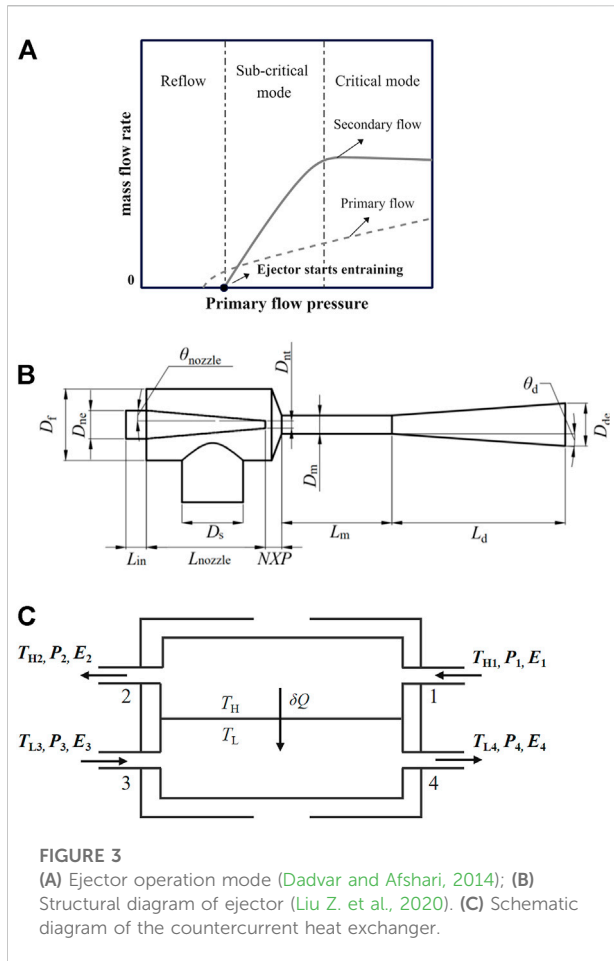 A
Reflow
Sub-critical
mode
Critical mode
Secondary flow
Primary flow
Ejector starts entraining
mass flow rate
0
Primary flow pressure
B
θnozzle
Dnt
θd
Df
Dne
Dde
Dm
Ds
Lin
Lnozzle
NXP
Lm
Ld
C
TH2, P2, E2
TH1, P1, E1
2
TH
δQ
1
TL
TL3, P3, E3
TL4, P4, E4
3
4
FIGURE 3
(A) Ejector operation mode (Dadvar and Afshari, 2014); (B)
Structural diagram of ejector (Liu Z. et al., 2020). (C) Schematic
diagram of the countercurrent heat exchanger.